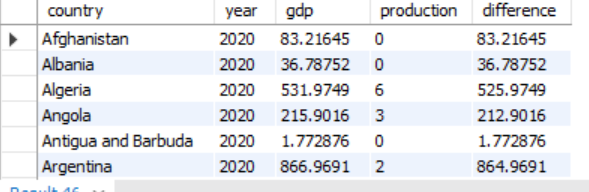 country year gdp production difference
Afghanistan 2020 83.21645 0 83.21645
Albania 2020 36.78752 0 36.78752
Algeria 2020 531.9749 6 525.9749
Angola 2020 215.9016 3 212.9016
Antigua and Barbuda 2020 1.772876 0 1.772876
Argentina 2020 866.9691 2 864.9691